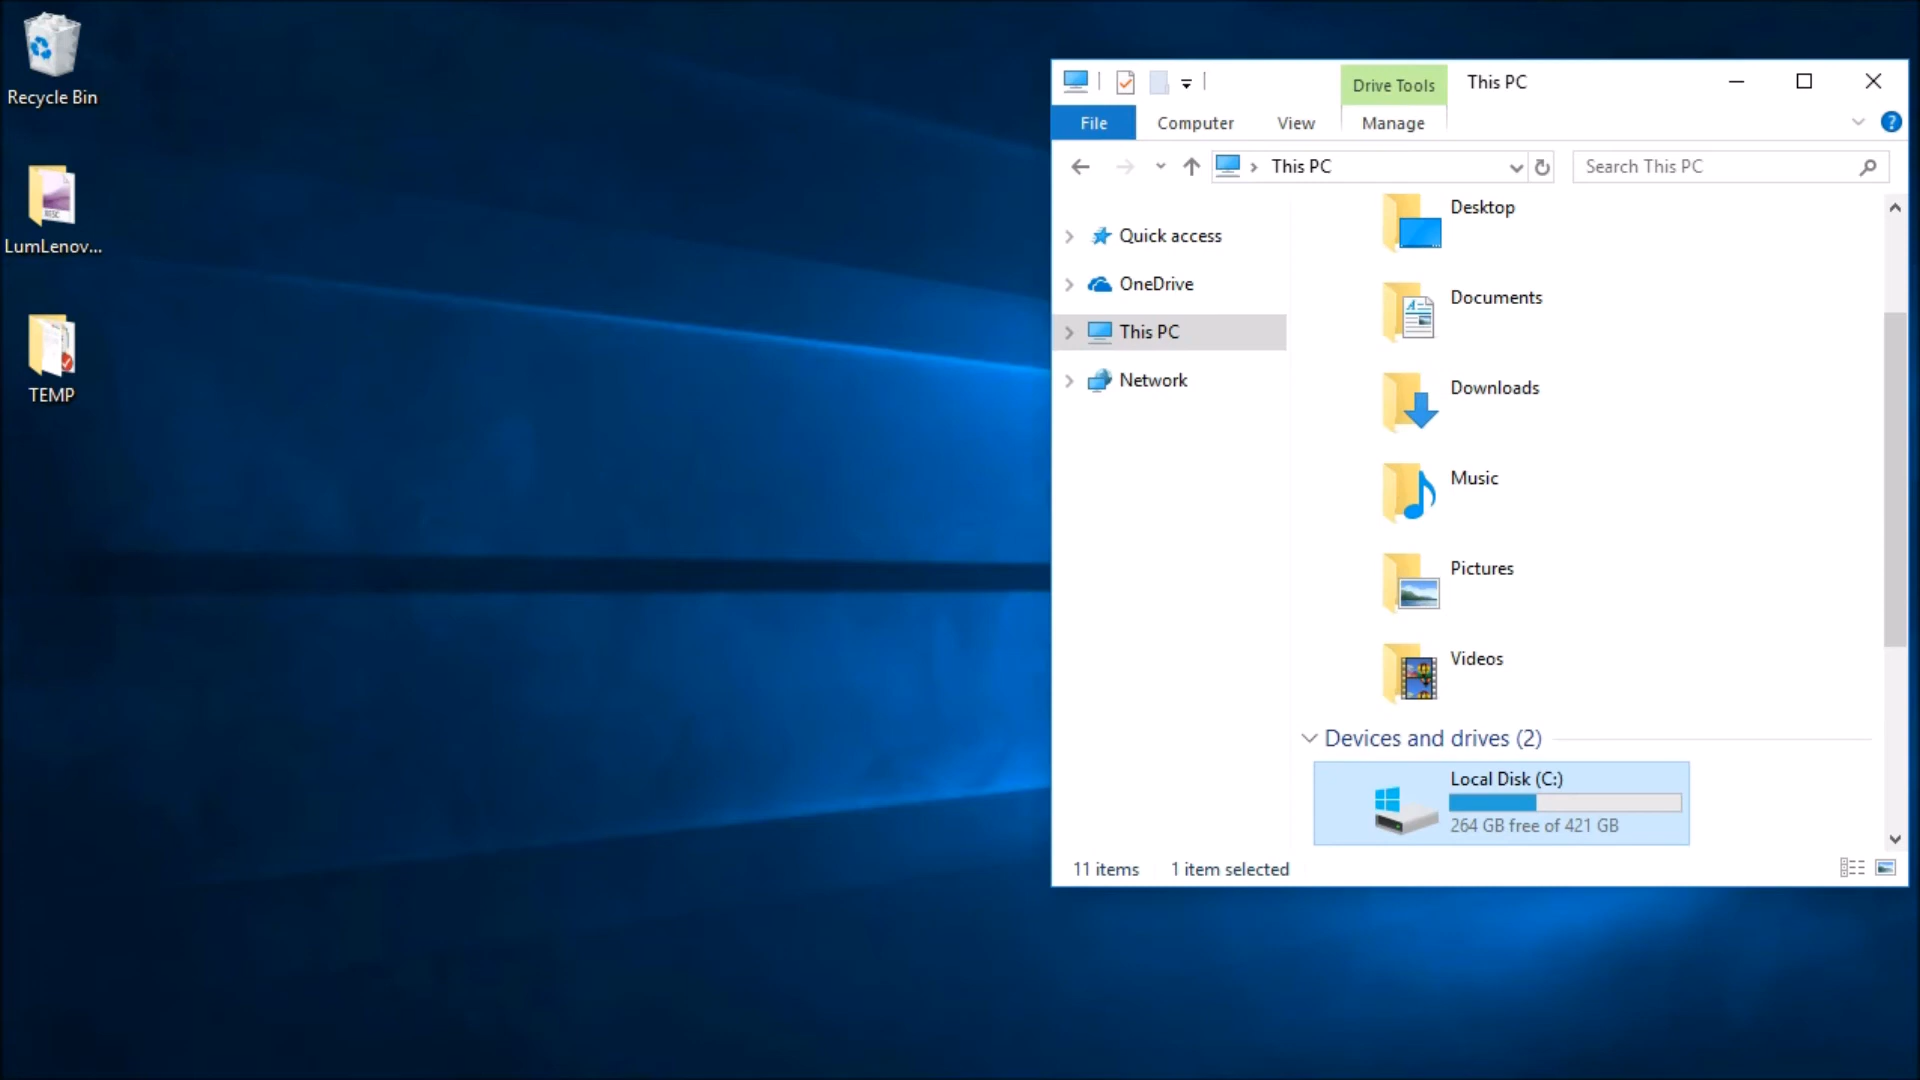 Recycle Bin
LumLenov...
TEMP
Drive Tools
This PC
File
Computer
View
Manage
This PC
Search This PC
Quick access
OneDrive
This PC
Network
Desktop
Documents
Downloads
Music
Pictures
Videos
Devices and drives (2)
Local Disk (C:)
264 GB free of 421 GB
11 items
1 item selected